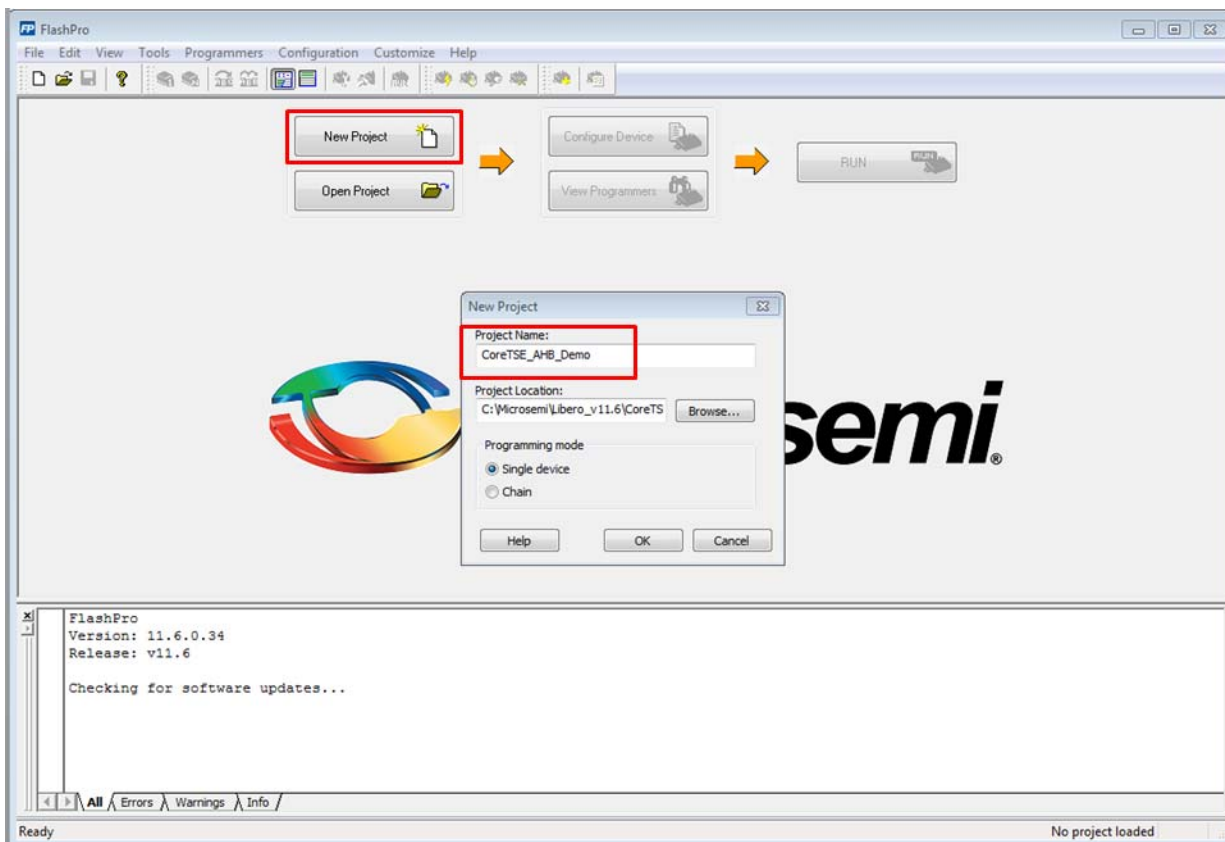 FP FlashPro
File Edit View Tools Programmers Configuration Customize Help
New Project
Configure Device
RUN
RUN
Open Project
View Programmers
New Project
Project Name:
CoreTSE_AHB_Demo
Project Location:
C:\Microsemi\Libero_v11.6\CoreTS
Browse...
Programming mode
Single device
Chain
Help
OK
Cancel
semi®
FlashPro
Version: 11.6.0.34
Release: v11.6
Checking for software updates...
All Errors Warnings Info
Ready
No project loaded